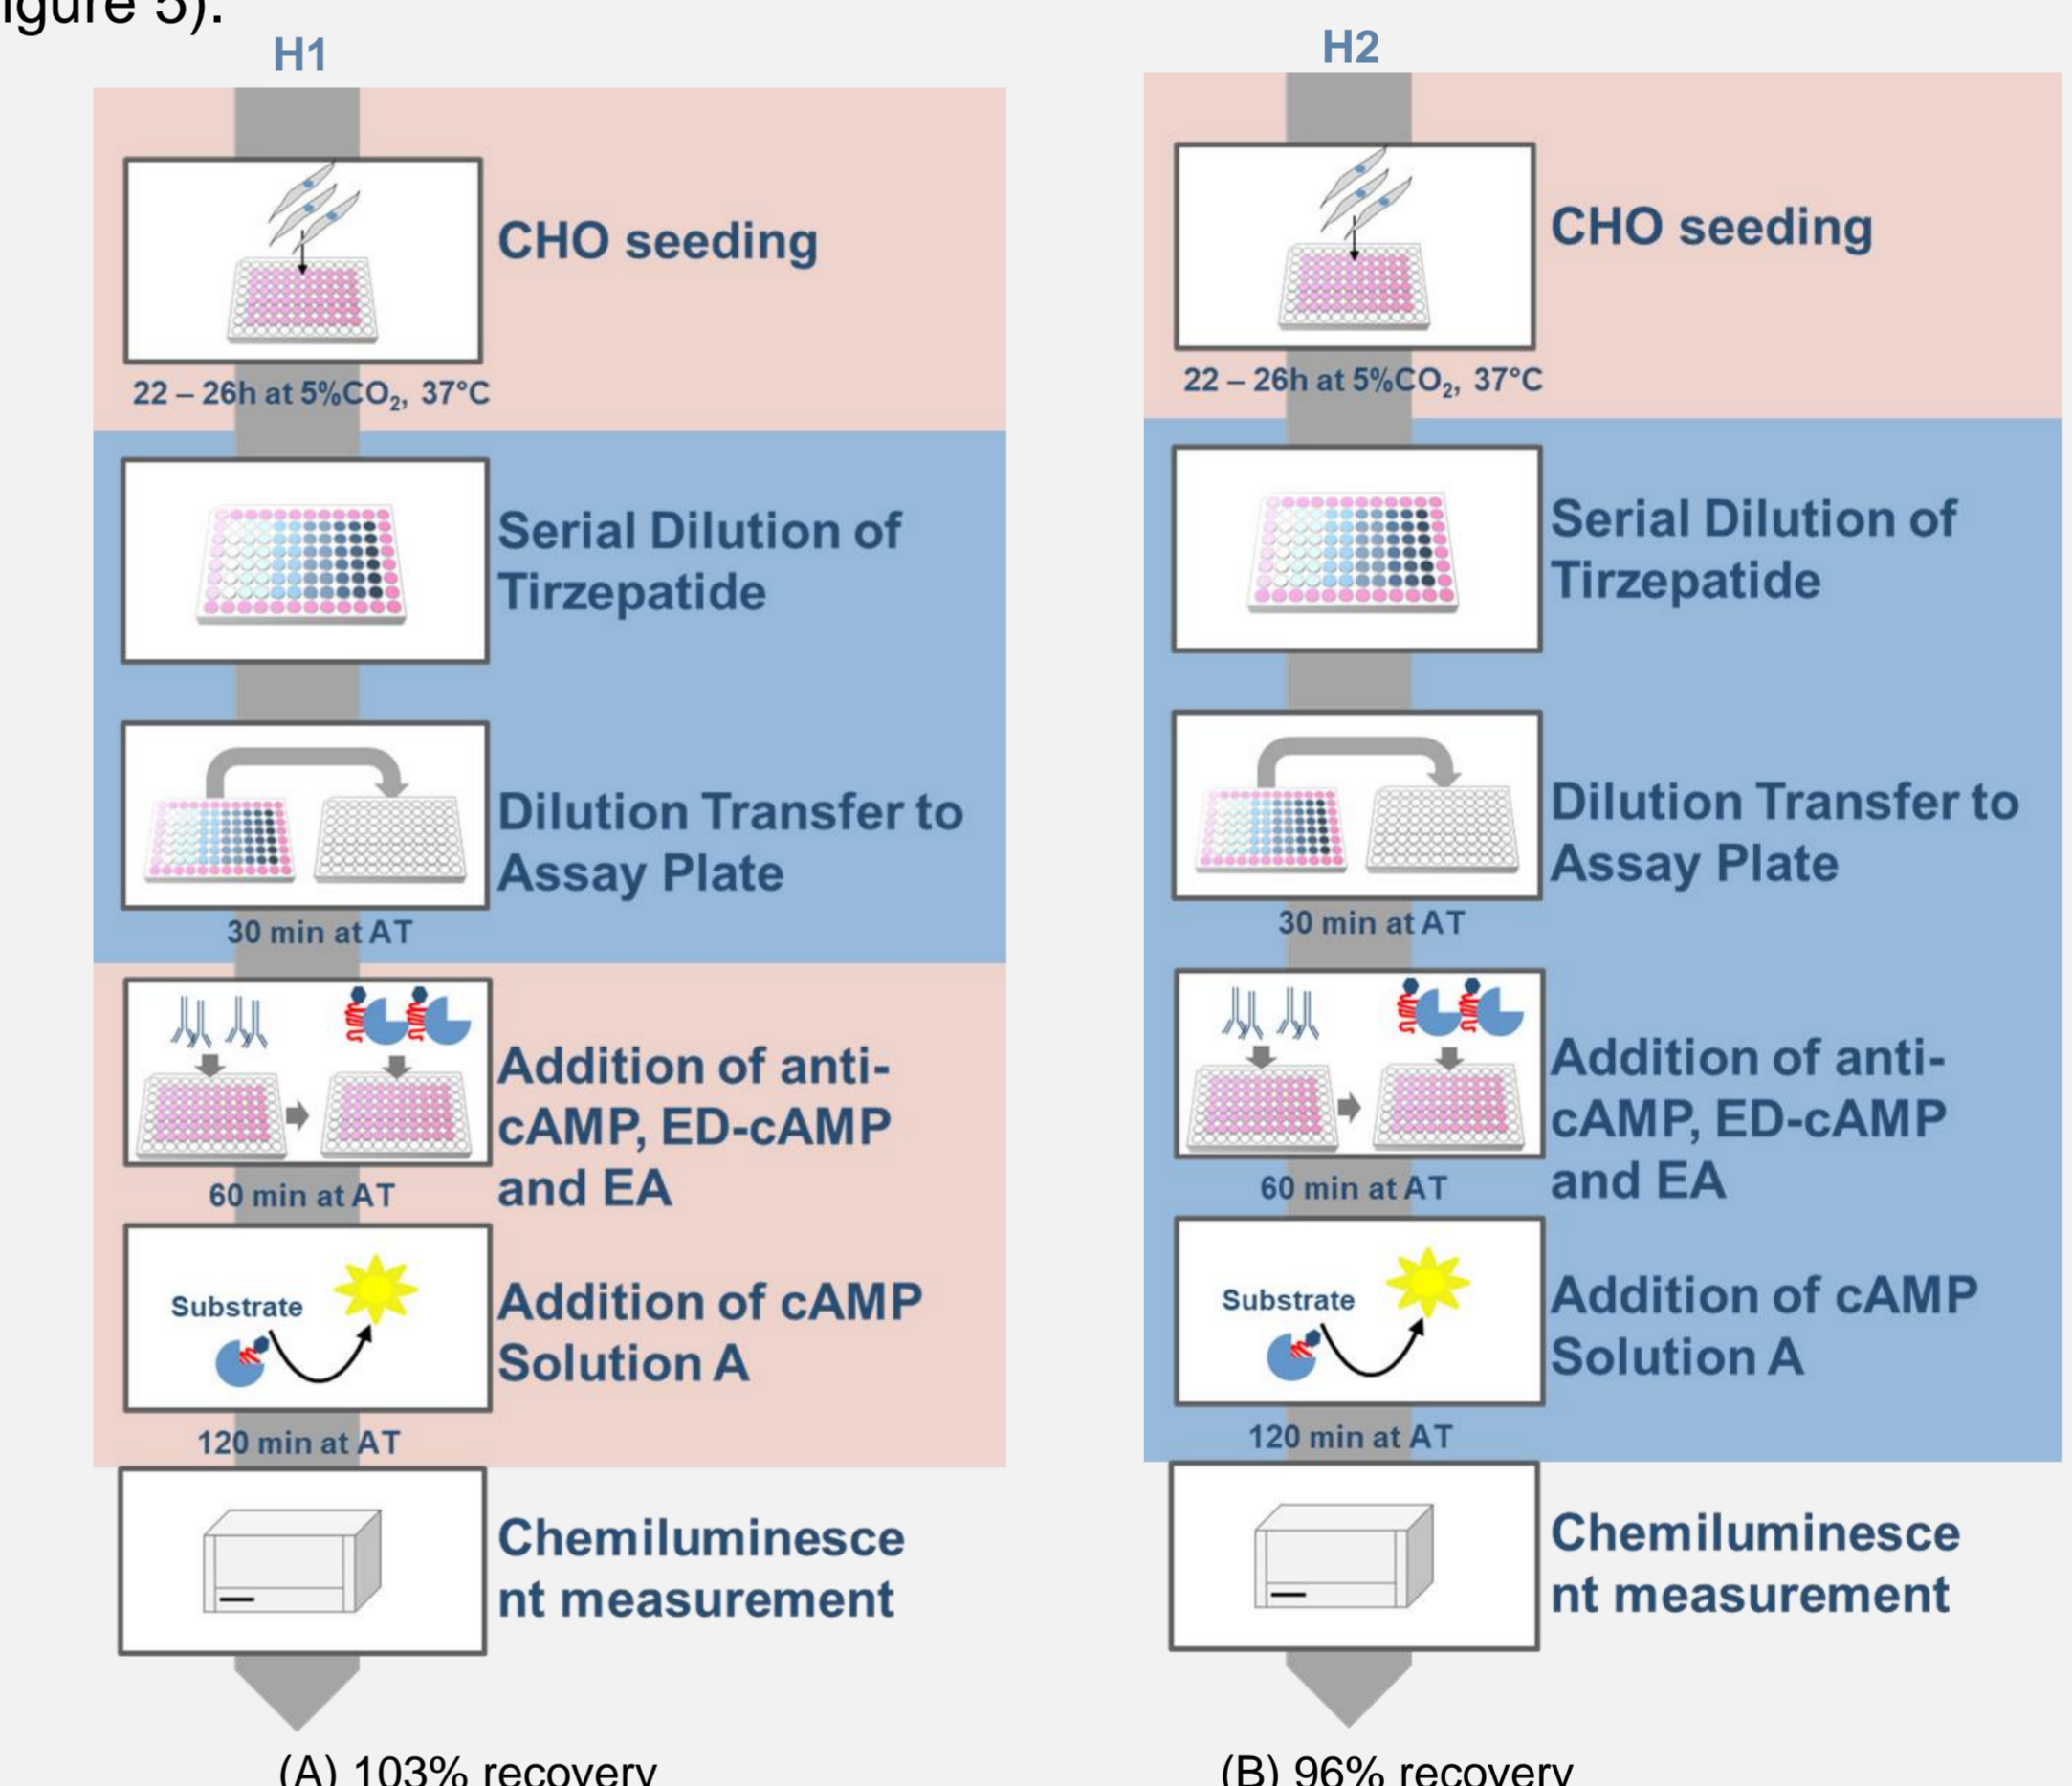 igure 5).
H1
CHO seeding
22 – 26h at 5%CO₂, 37°C
Serial Dilution of
Tirzepatide
Dilution Transfer to
Assay Plate
30 min at AT
Addition of anti-
cAMP, ED-cAMP
and EA
60 min at AT
Substrate
Addition of cAMP
Solution A
120 min at AT
Chemiluminesce
nt measurement
(A) 103% recovery
H2
CHO seeding
22 – 26h at 5%CO₂, 37°C
Serial Dilution of
Tirzepatide
Dilution Transfer to
Assay Plate
30 min at AT
Addition of anti-
cAMP, ED-cAMP
and EA
60 min at AT
Substrate
Addition of cAMP
Solution A
120 min at AT
Chemiluminesce
nt measurement
(B) 96% recovery